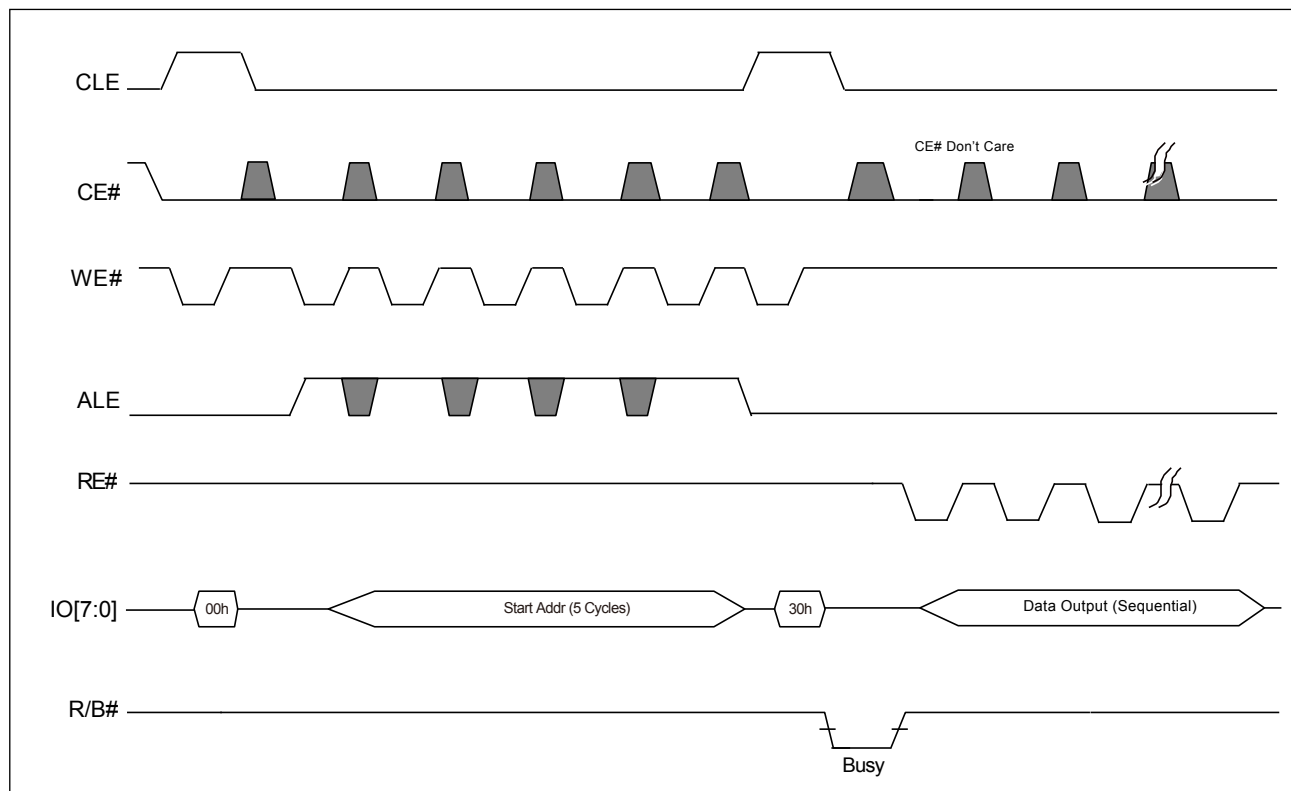 CLE
CE# Don't Care
CE#
WE#
ALE
RE#
IO[7:0]
00h
Start Addr (5 Cycles)
30h
Data Output (Sequential)
R/B#
Busy